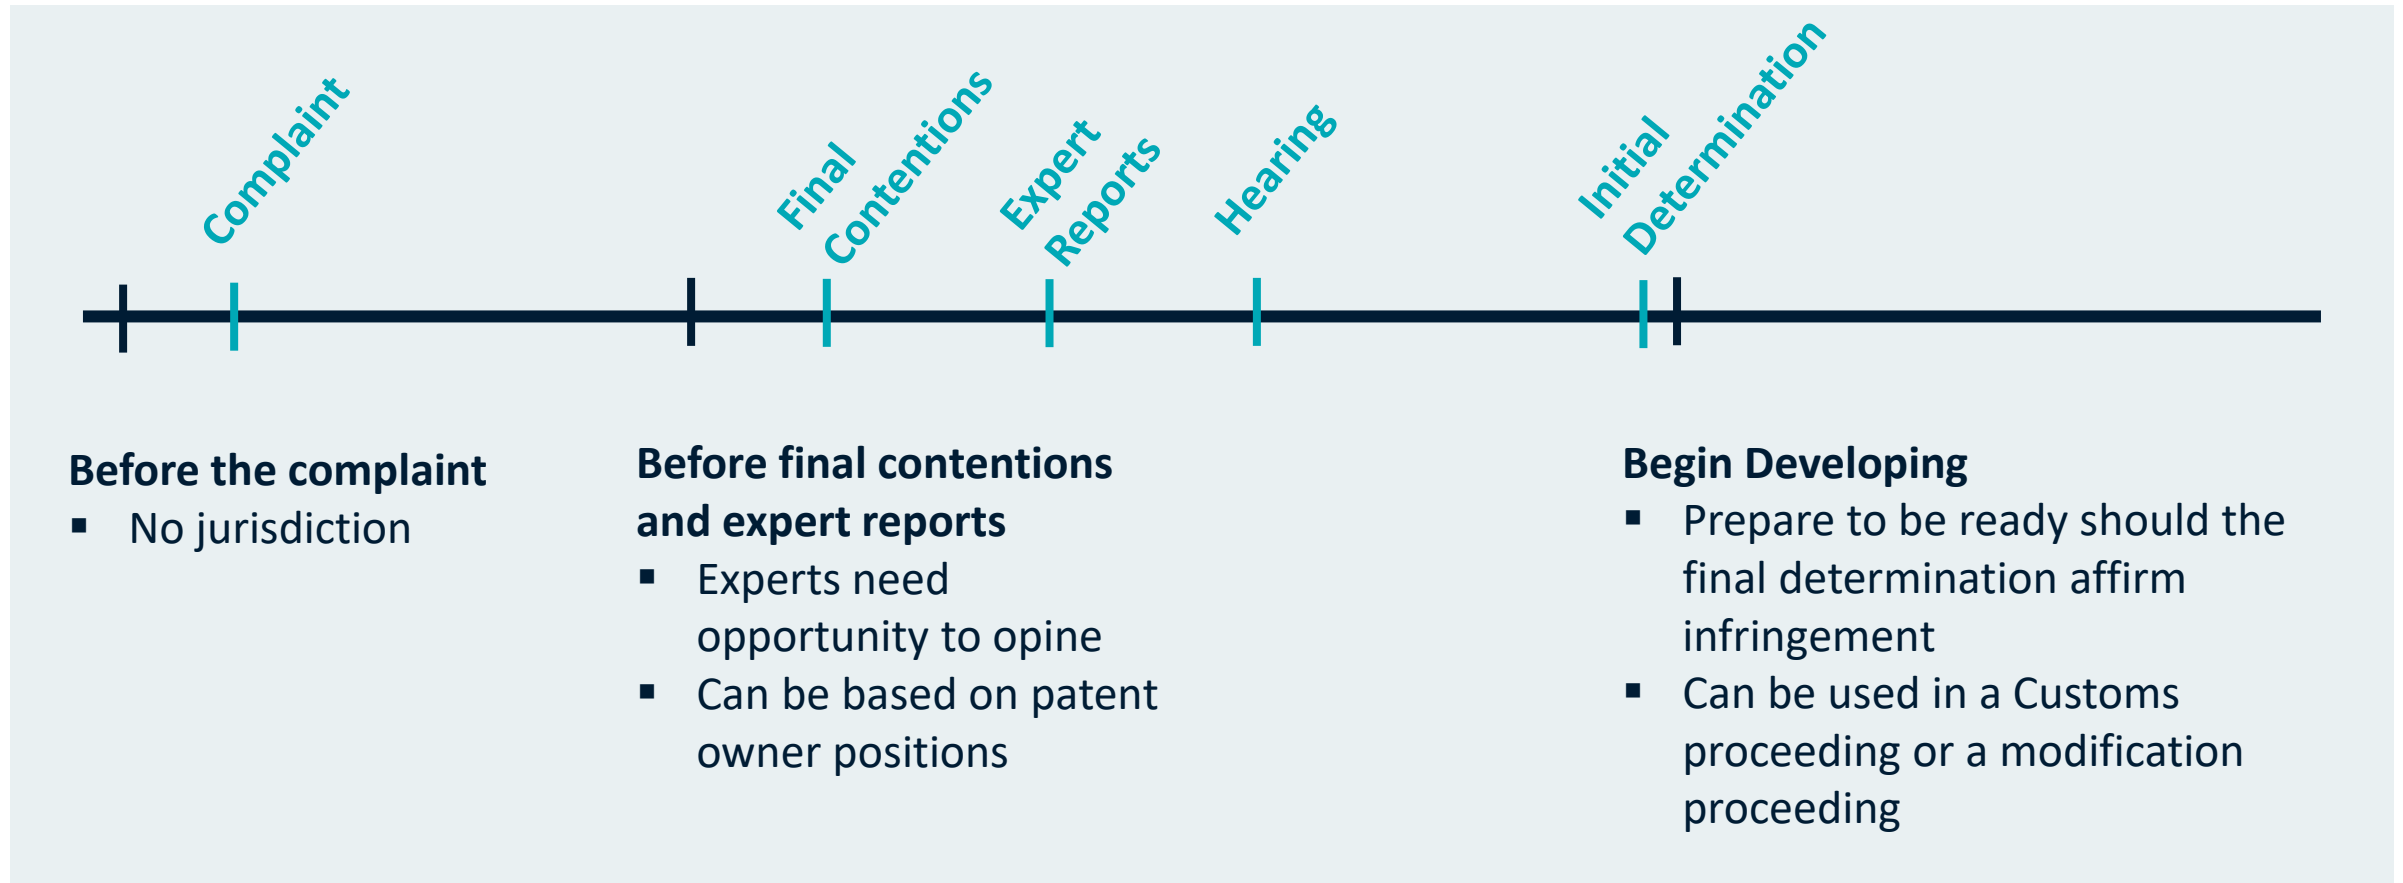 Complaint
Final
Contentions
Expert
Reports
Hearing
Initial
Determination
Before the complaint
▪ No jurisdiction
Before final contentions
and expert reports
▪ Experts need
opportunity to opine
▪ Can be based on patent
owner positions
Begin Developing
▪ Prepare to be ready should the
final determination affirm
infringement
▪ Can be used in a Customs
proceeding or a modification
proceeding